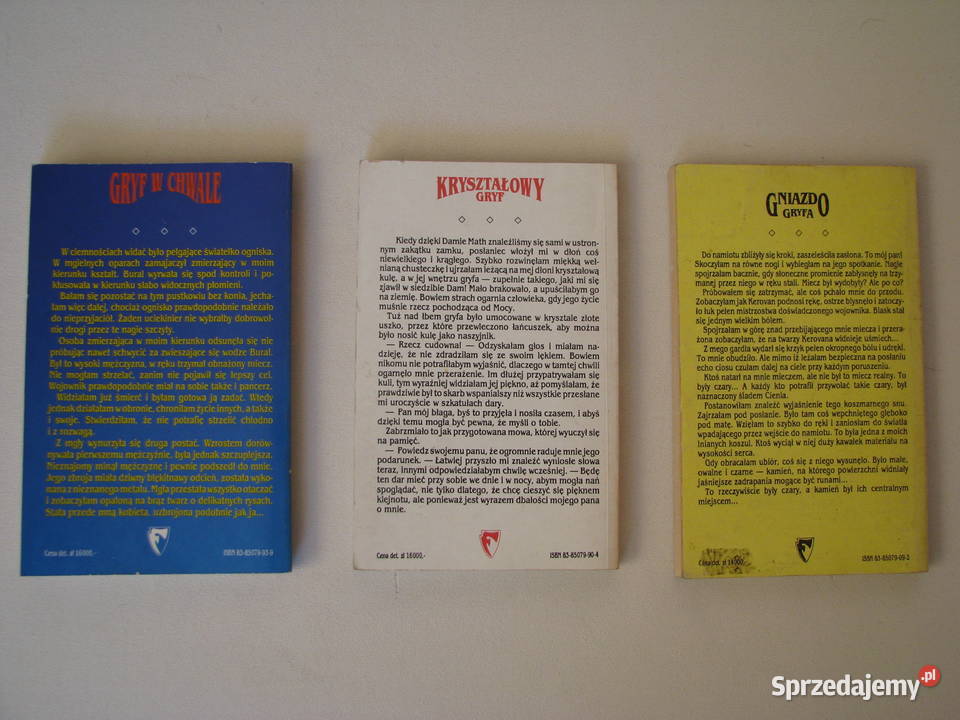 GRYF W CHWALE
W ciemnościach widać było pełgające światełko ogniska.
W mgielnych oparach zamajaczył zmierzający w moim
kierunku kształt. Bural wyrwała się spod kontroli i po-
kłusowała w kierunku słabo widocznych płomieni.
Bałam się pozostać na tym pustkowiu bez konia, jecha-
łam więc dalej, chociaż ognisko prawdopodobnie należało
do nieprzyjaciół. Żaden uciekinier nie wybrałby dobrowol-
nie drogi przez te nagie szczyty.
Osoba zmierzająca w moim kierunku odsunęła się nie
próbując nawet schwycić za zwieszające się wodze Bural.
Był to wysoki mężczyzna, w ręku trzymał obnażony miecz.
Nie mogłam strzelać, zanim nie pojawił się lepszy cel.
Wojownik prawdopodobnie miał na sobie także i pancerz.
Widziałam już śmierć i byłam gotowa ją zadać. Wtedy
jednak działałam w obronie, chroniłam życie innych, a także
i swoje. Stwierdziłam, że nie potrafię strzelić chłodno
i z rozwagą.
Z mgły wynurzyła się druga postać. Wzrostem dorów-
nywała pierwszemu mężczyźnie, była jednak szczuplejsza.
Nieznajomy minął mężczyznę i pewnie podszedł do mnie.
Jego zbroja miała dziwny błękitnawy odcień, została wyko-
nana z nieznanego metalu. Mgła przestała wszystko otaczać
i zobaczyłam opaloną na brąz twarz o delikatnych rysach.
Stała przede mną kobieta, uzbrojona podobnie jak ja...
Cena det. zł 16000,-
ISBN 83-85079-93-9
KRYSZTAŁOWY
GRYF
Kiedy dzięki Damie Math znaleźliśmy się sami w ustron-
nym zakątku zamku, posłaniec włożył mi w dłoń coś
niewielkiego i krągłego. Szybko rozwinęłam miękką weł-
nianą chusteczkę i ujrzałam leżącą na mej dłoni kryształową
kulę, a w jej wnętrzu gryfa — zupełnie takiego, jaki mi się
zjawił w siedzibie Dam! Mało brakowało, a upuściłabym go
na ziemię. Bowiem strach ogarnia człowieka, gdy jego życie
muśnie rzecz pochodząca od Mocy.
Tuż nad łbem gryfa było umocowane w krysztale złote
uszko, przez które przewleczono łańcuszek, aby można
było nosić kulę jako naszyjnik.
— Rzecz cudowna! — Odzyskałam głos i miałam na-
dzieję, że nie zdradziłam się ze swoim lękiem. Bowiem
nikomu nie potrafiłabym wyjaśnić, dlaczego w tamtej chwili
ogarnęło mnie przerażenie. Im dłużej przypatrywałam się
kuli, tym wyraźniej widziałam jej piękno, aż pomyślałam, że
prawdziwie był to skarb wspanialszy niż wszystkie przesłane
mi uroczyście w szkatułach dary.
— Pan mój błaga, byś to przyjęła i nosiła czasem, i abyś
dzięki temu mogła być pewna, że myśli o tobie.
Zabrzmiało to jak przygotowana mowa, której wyuczył się
na pamięć.
— Powiedz swojemu panu, że ogromnie raduje mnie jego
podarunek. — Łatwiej przyszło mi znaleźć wyniosłe słowa
teraz, innymi odpowiedziałabym chwilę wcześniej. — Będę
ten dar mieć przy sobie we dnie i w nocy, abym mogła nań
spoglądać, nie tylko dlatego, że chcę cieszyć się pięknem
klejnotu, ale ponieważ jest wyrazem dbałości mojego pana
o mnie.
Cena det. zł 16000,-
ISBN 83-85079-90-4
GNIAZDO
GRYFA
Do namiotu zbliżyły się kroki, zaszeleściła zasłona. To mój pan!
Skoczyłam na równe nogi i wybiegłam na jego spotkanie. Nagle
spojrzałam bacznie, gdy słoneczne promienie zabłysnęły na trzy-
manej przez niego w ręku stali. Miecz był wydobyty? Ale po co?
Próbowałem się zatrzymać, ale coś pchało mnie do przodu.
Zobaczyłam jak Kerovan podnosi rękę, ostrze błysnęło i zatoczy-
ło łuk pełen mistrzostwa doświadczonego wojownika. Blask stał
się jednym wielkim bólem.
Spojrzałam w górę znad przebijającego mnie miecza i przera-
żona zobaczyłam, że na twarzy Kerovana widnieje uśmiech...
Z mego gardła wydarł się krzyk pełen okropnego bólu i udręki.
To mnie obudziło. Ale mimo iż leżałam bezpieczna na posłaniu
echo ciosu czułam dalej na ciele przy każdym poruszeniu.
Ktoś natarł na mnie mieczem, ale nie był to miecz realny. To
były czary... A każdy kto potrafił przywołać takie czary, był
naznaczony śladem Cienia.
Postanowiłam znaleźć wyjaśnienie tego koszmarnego snu.
Zajrzałam pod posłanie. Było tam coś wepchniętego głęboko
pod matę. Wzięłam to szybko do ręki i zaniosłam do światła
wpadającego przez wejście do namiotu. To była jedna z moich
lnianych koszul. Ktoś wyciął w niej duży kawałek materiału na
wysokości serca.
Gdy obracałam ubiór, coś się z niego wysunęło. Było małe,
owalne i czarne — kamień, na którego powierzchni widniały
jaśniejsze zadrapania mogące być runami...
To rzeczywiście były czary, a kamień był ich centralnym
miejscem...
Cena det. zł 16000,-
ISBN 83-85079-09-2
Sprzedajemy.pl